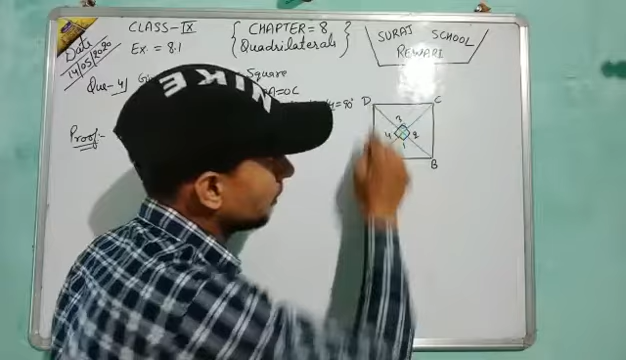 CLASS-IX
Ex = 8.1
CHAPTER = 8
Quadrilaterals
SURAJ SCHOOL
REWARI
Date
14/05/2020
Que-4)
Square
=OC
=90°
Proof:-
D
C
3
4
2
1
B
NIKE